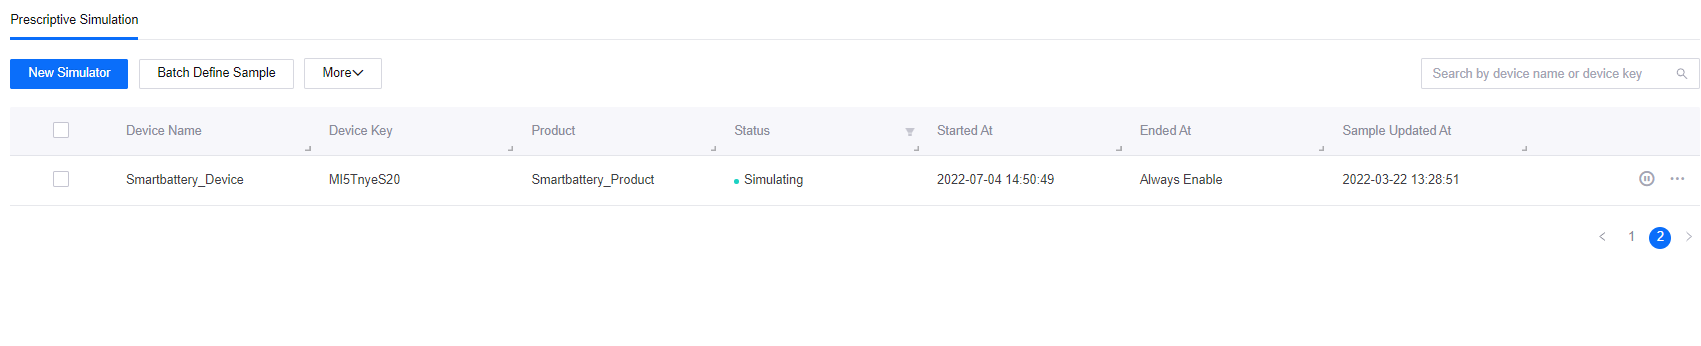 Prescriptive Simulation
New Simulator Batch Define Sample More Search by device name or device key
Device Name Device Key Product Status Started At Ended At Sample Updated At
Smartbattery_Device MI5TnyeS20 Smartbattery_Product Simulating 2022-07-04 14:50:49 Always Enable 2022-03-22 13:28:51
< 1 2 >